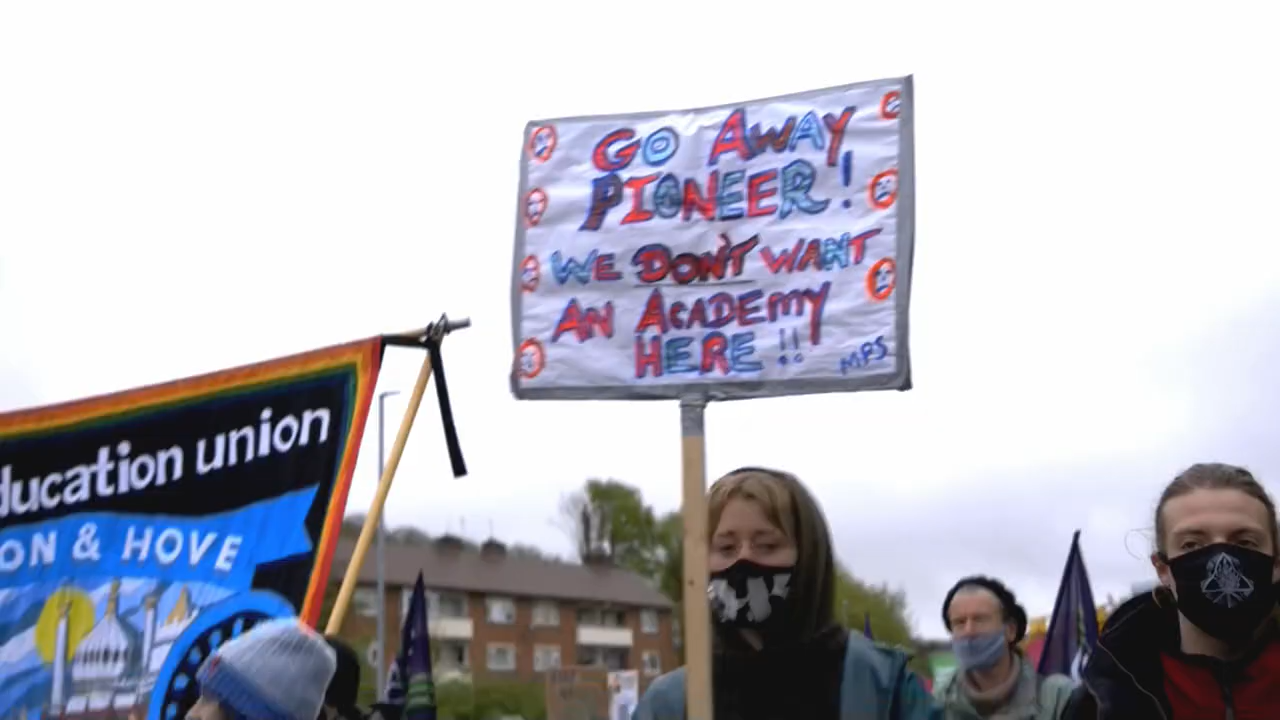 GO AWAY
PIONEER!
WE DON'T WANT
AN ACADEMY
HERE!!
MPS
ducation union
ON & HOVE